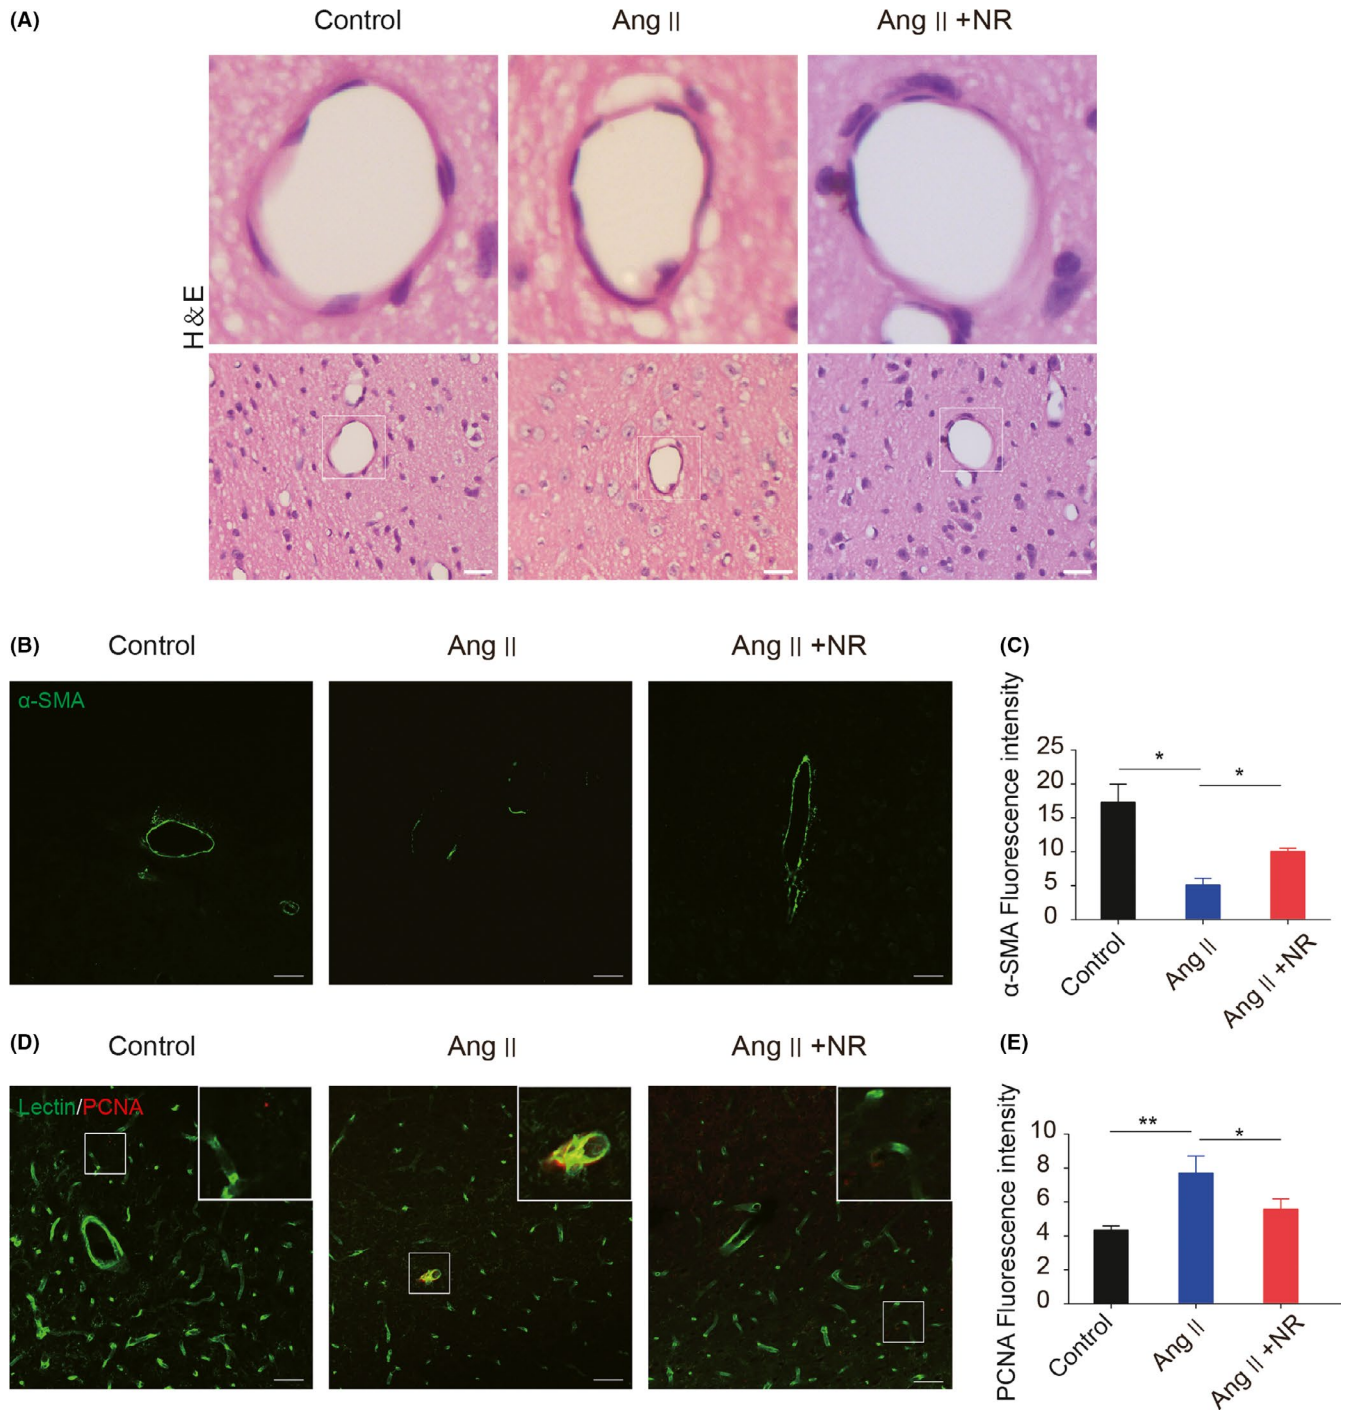 (A) Control Ang II Ang II +NR
H&E
(B) Control Ang II Ang II +NR (C)
α-SMA
α-SMA Fluorescence intensity
25
20
15
10
5
0
*
*
Control
Ang II
Ang II +NR
(D) Control Ang II Ang II +NR (E)
Lectin/PCNA
PCNA Fluorescence intensity
10
8
6
4
2
0
**
*
Control
Ang II
Ang II +NR